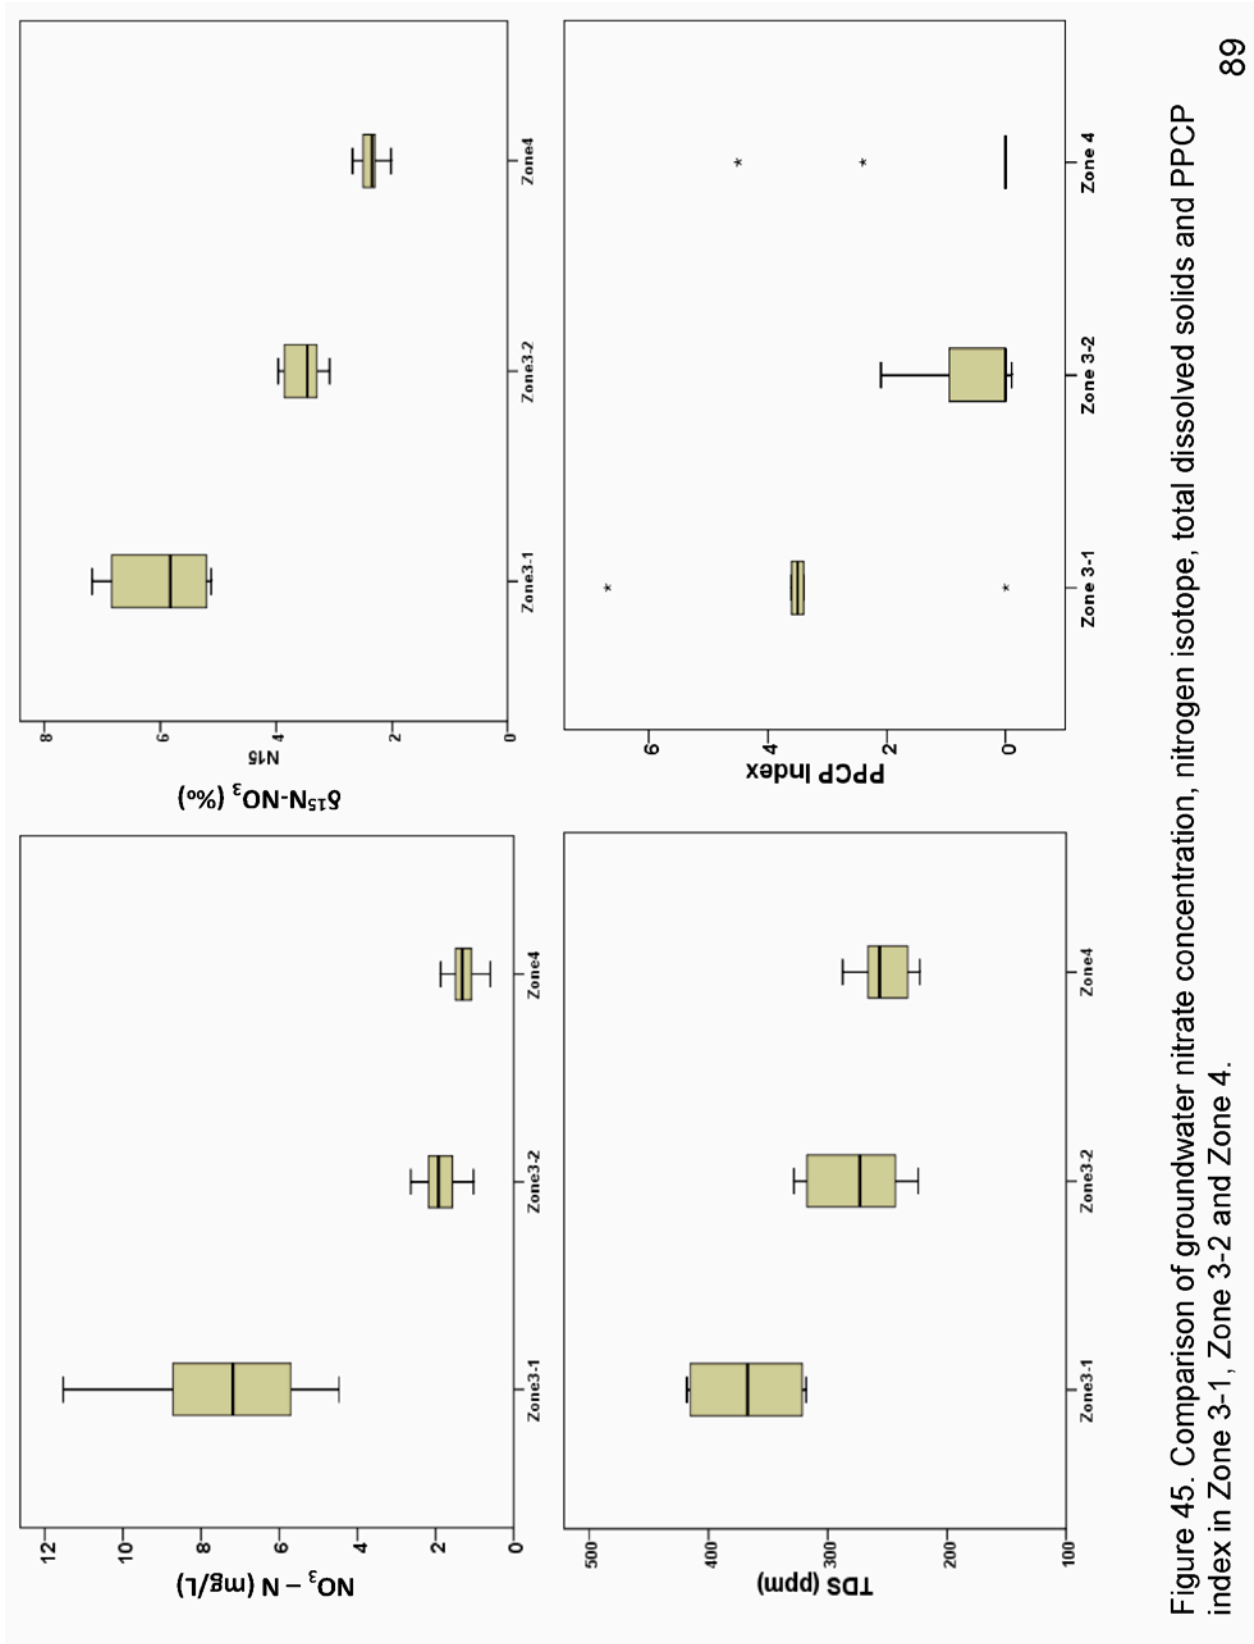 NO₃ – N (mg/L)
12
10
8
6
4
2
0
Zone3-1
Zone3-2
Zone4
δ¹⁵N-NO₃ (‰)
N15
8
6
4
2
0
Zone3-1
Zone3-2
Zone4
TDS (ppm)
500
400
300
200
100
Zone3-1
Zone3-2
Zone4
PPCP Index
6
4
2
0
Zone 3-1
Zone 3-2
Zone 4
Figure 45. Comparison of groundwater nitrate concentration, nitrogen isotope, total dissolved solids and PPCP
index in Zone 3-1, Zone 3-2 and Zone 4.
89